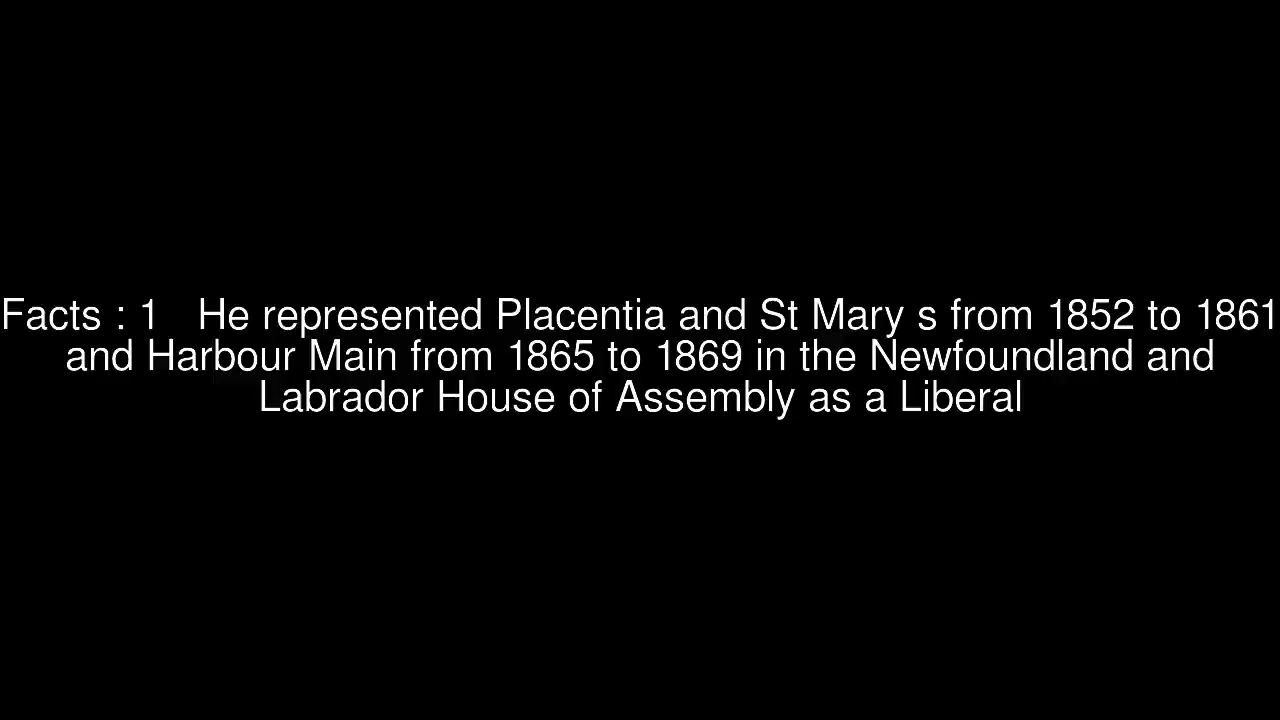 Facts : 1 He represented Placentia and St Mary s from 1852 to 1861
and Harbour Main from 1865 to 1869 in the Newfoundland and
Labrador House of Assembly as a Liberal